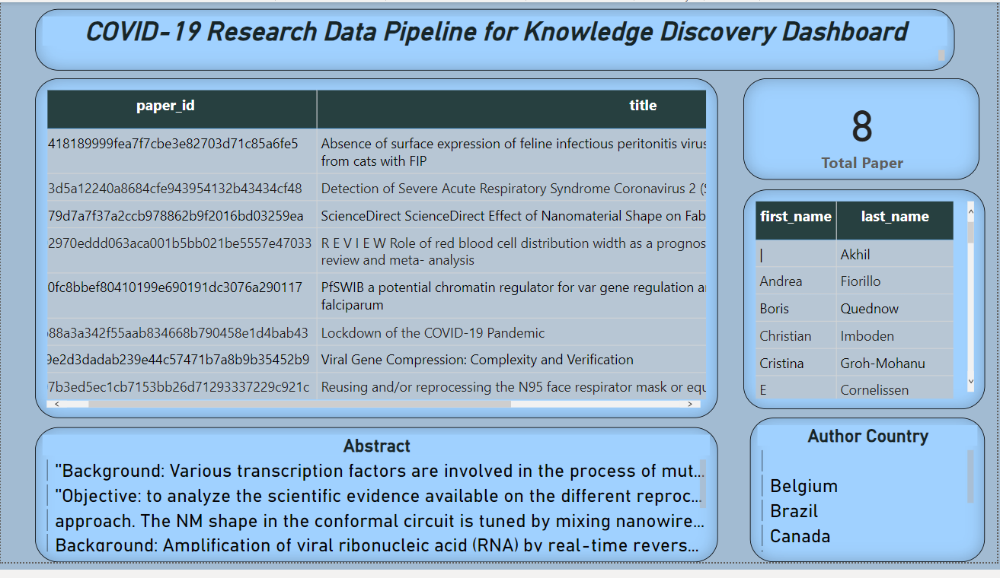 COVID-19 Research Data Pipeline for Knowledge Discovery Dashboard
paper_id title
418189999fea7f7cbe3e82703d71c85a6fe5 Absence of surface expression of feline infectious peritonitis virus
from cats with FIP
3d5a12240a8684cfe943954132b43434cf48 Detection of Severe Acute Respiratory Syndrome Coronavirus 2 (S
79d7a7f37a2ccb978862b9f2016bd03259ea ScienceDirect ScienceDirect Effect of Nanomaterial Shape on Fab
2970eddd063aca001b5bb021be5557e47033 R E V I E W Role of red blood cell distribution width as a prognos
review and meta- analysis
0fc8bbef80410199e690191dc3076a290117 PfSWIB a potential chromatin regulator for var gene regulation a
falciparum
88a3a342f55aab834668b790458e1d4bab43 Lockdown of the COVID-19 Pandemic
9e2d3dadab239e44c57471b7a8b9b35452b9 Viral Gene Compression: Complexity and Verification
7b3ed5ec1cb7153bb26d71293337229c921c Reusing and/or reprocessing the N95 face respirator mask or equ
8
Total Paper
first_name last_name
| Akhil
Andrea Fiorillo
Boris Quednow
Christian Imboden
Cristina Groh-Mohanu
E Cornelissen
Abstract
"Background: Various transcription factors are involved in the process of mut...
"Objective: to analyze the scientific evidence available on the different reproc...
approach. The NM shape in the conformal circuit is tuned by mixing nanowire...
Background: Amplification of viral ribonucleic acid (RNA) by real-time revers...
Author Country
Belgium
Brazil
Canada